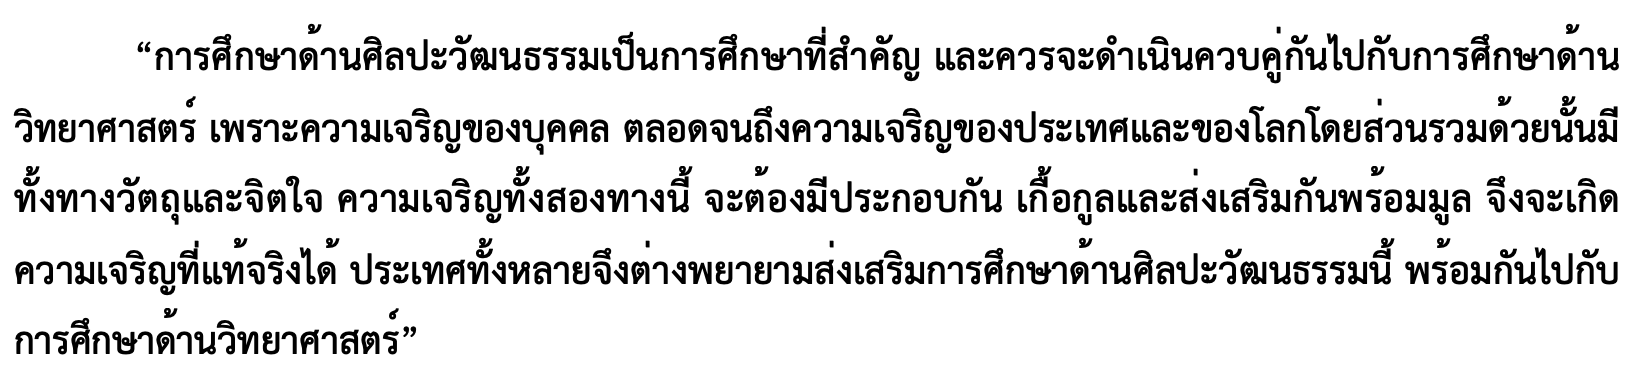 “การศึกษาด้านศิลปะวัฒนธรรมเป็นการศึกษาที่สำคัญ และควรจะดำเนินควบคู่กันไปกับการศึกษาด้าน
วิทยาศาสตร์ เพราะความเจริญของบุคคล ตลอดจนถึงความเจริญของประเทศและของโลกโดยส่วนรวมด้วยนั้นมี
ทั้งทางวัตถุและจิตใจ ความเจริญทั้งสองทางนี้ จะต้องมีประกอบกัน เกื้อกูลและส่งเสริมกันพร้อมมูล จึงจะเกิด
ความเจริญที่แท้จริงได้ ประเทศทั้งหลายจึงต่างพยายามส่งเสริมการศึกษาด้านศิลปะวัฒนธรรมนี้ พร้อมกันไปกับ
การศึกษาด้านวิทยาศาสตร์”